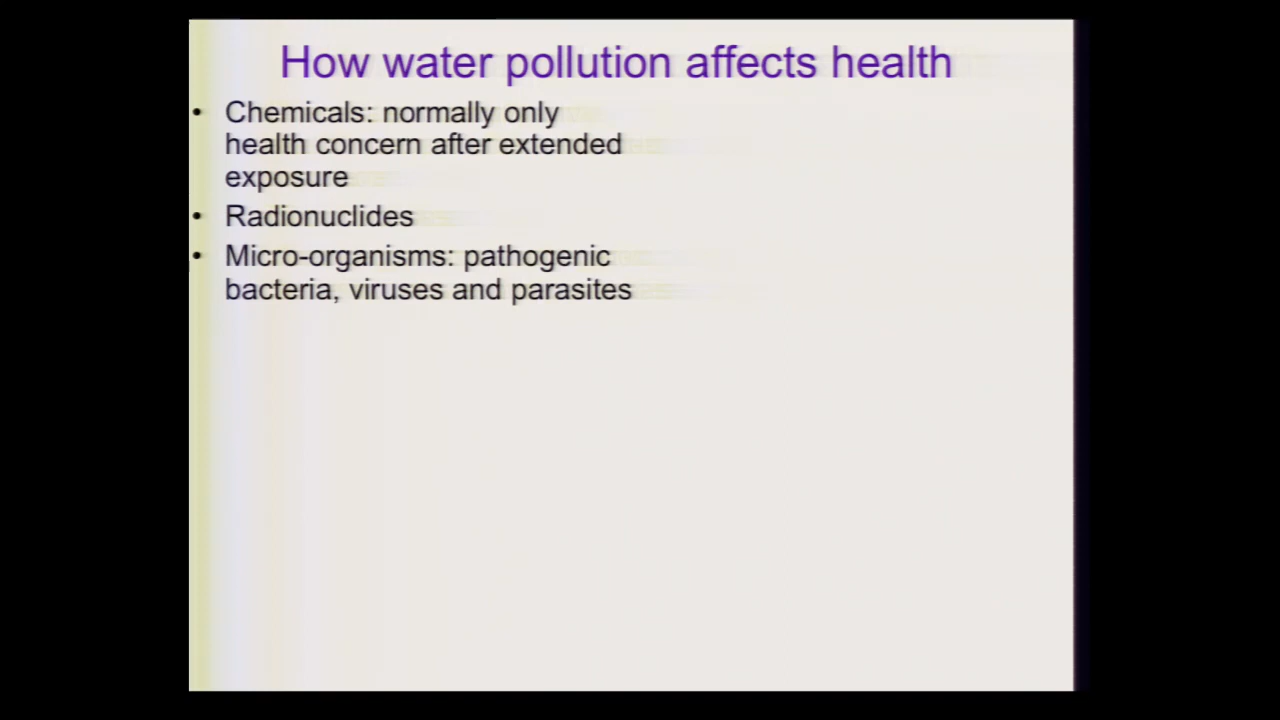 How water pollution affects health
• Chemicals: normally only
health concern after extended
exposure
• Radionuclides
• Micro-organisms: pathogenic
bacteria, viruses and parasites